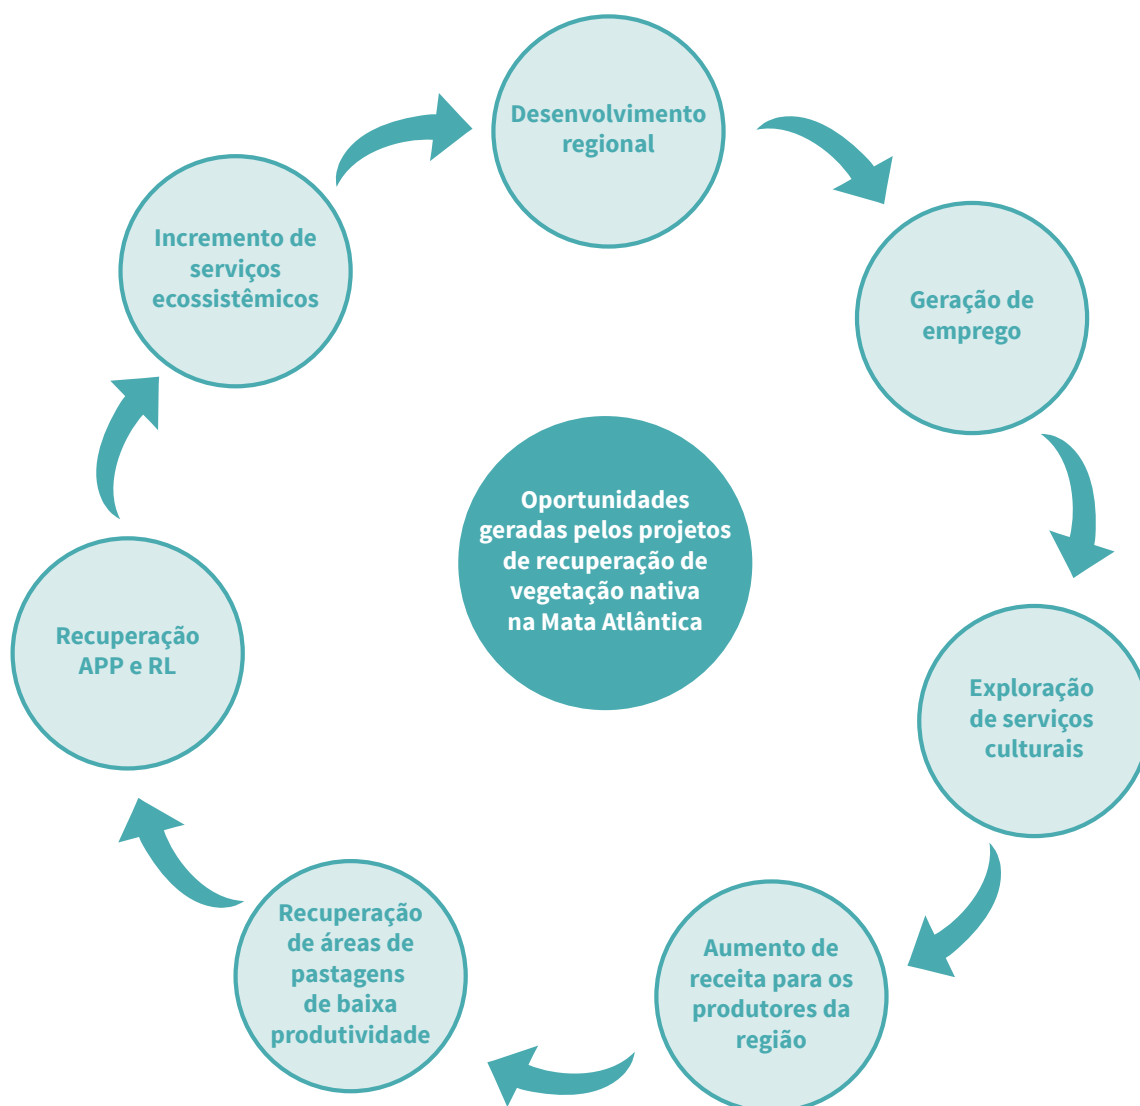 Desenvolvimento
regional
Geração de
emprego
Exploração
de serviços
culturais
Aumento de
receita para os
produtores da
região
Recuperação
de áreas de
pastagens
de baixa
produtividade
Recuperação
APP e RL
Incremento de
serviços
ecossistêmicos
Oportunidades
geradas pelos projetos
de recuperação de
vegetação nativa
na Mata Atlântica